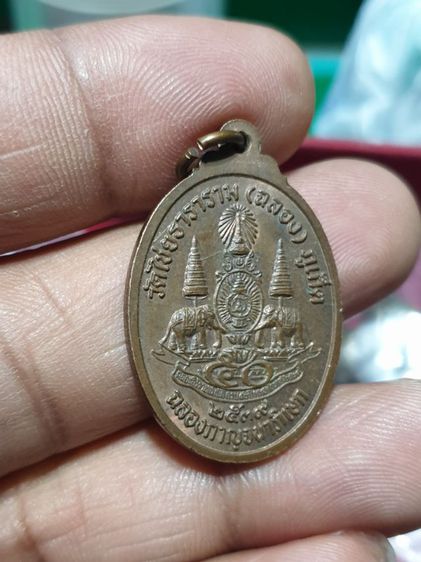 วัดไชยธาราราม (ฉลอง) ภูเก็ต
๕๐
๒๕๓๙
ฉลองกาญจนาภิเษก